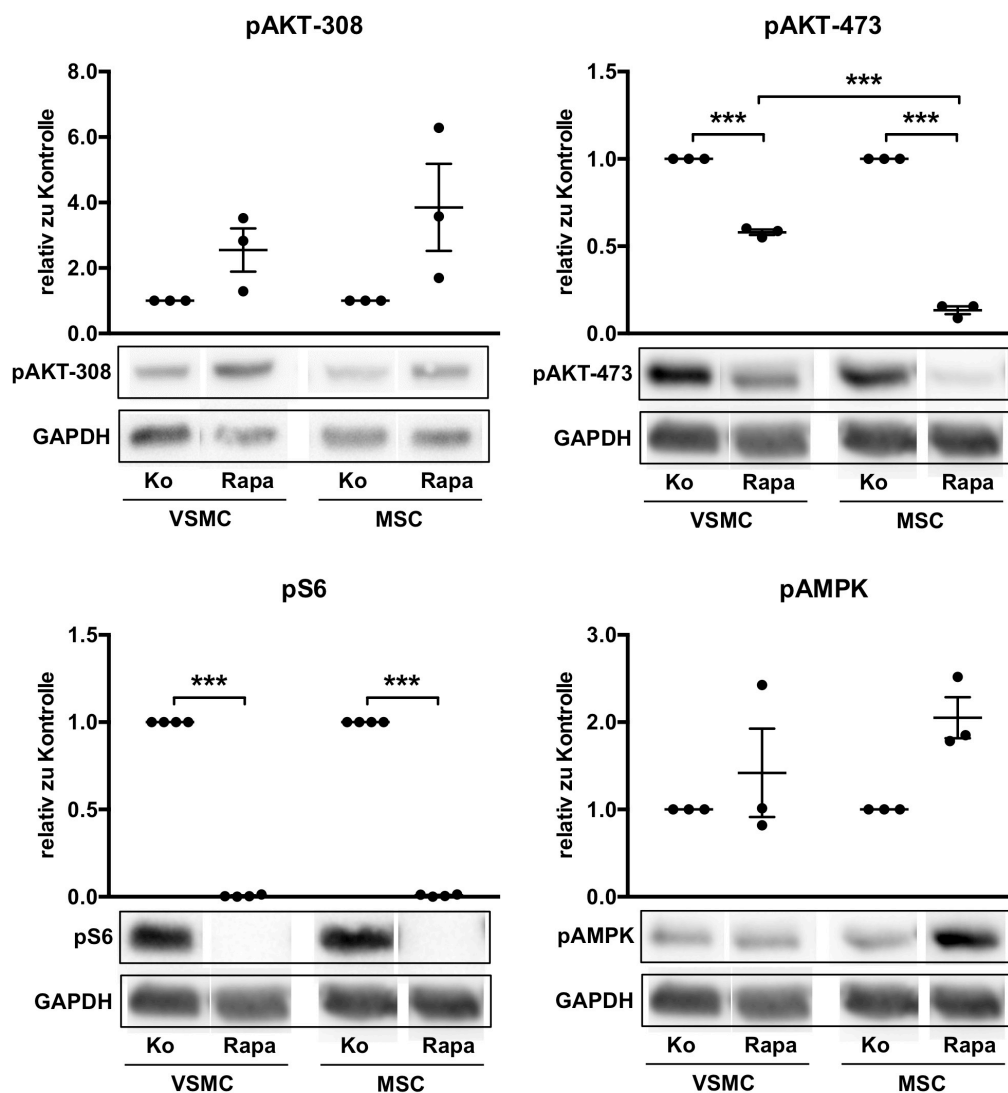 pAKT-308
relativ zu Kontrolle
8.0
6.0
4.0
2.0
0.0
pAKT-308
GAPDH
Ko Rapa Ko Rapa
VSMC MSC
pAKT-473
relativ zu Kontrolle
1.5
1.0
0.5
0.0
***
*** ***
pAKT-473
GAPDH
Ko Rapa Ko Rapa
VSMC MSC
pS6
relativ zu Kontrolle
1.5
1.0
0.5
0.0
*** ***
pS6
GAPDH
Ko Rapa Ko Rapa
VSMC MSC
pAMPK
relativ zu Kontrolle
3.0
2.0
1.0
0.0
pAMPK
GAPDH
Ko Rapa Ko Rapa
VSMC MSC